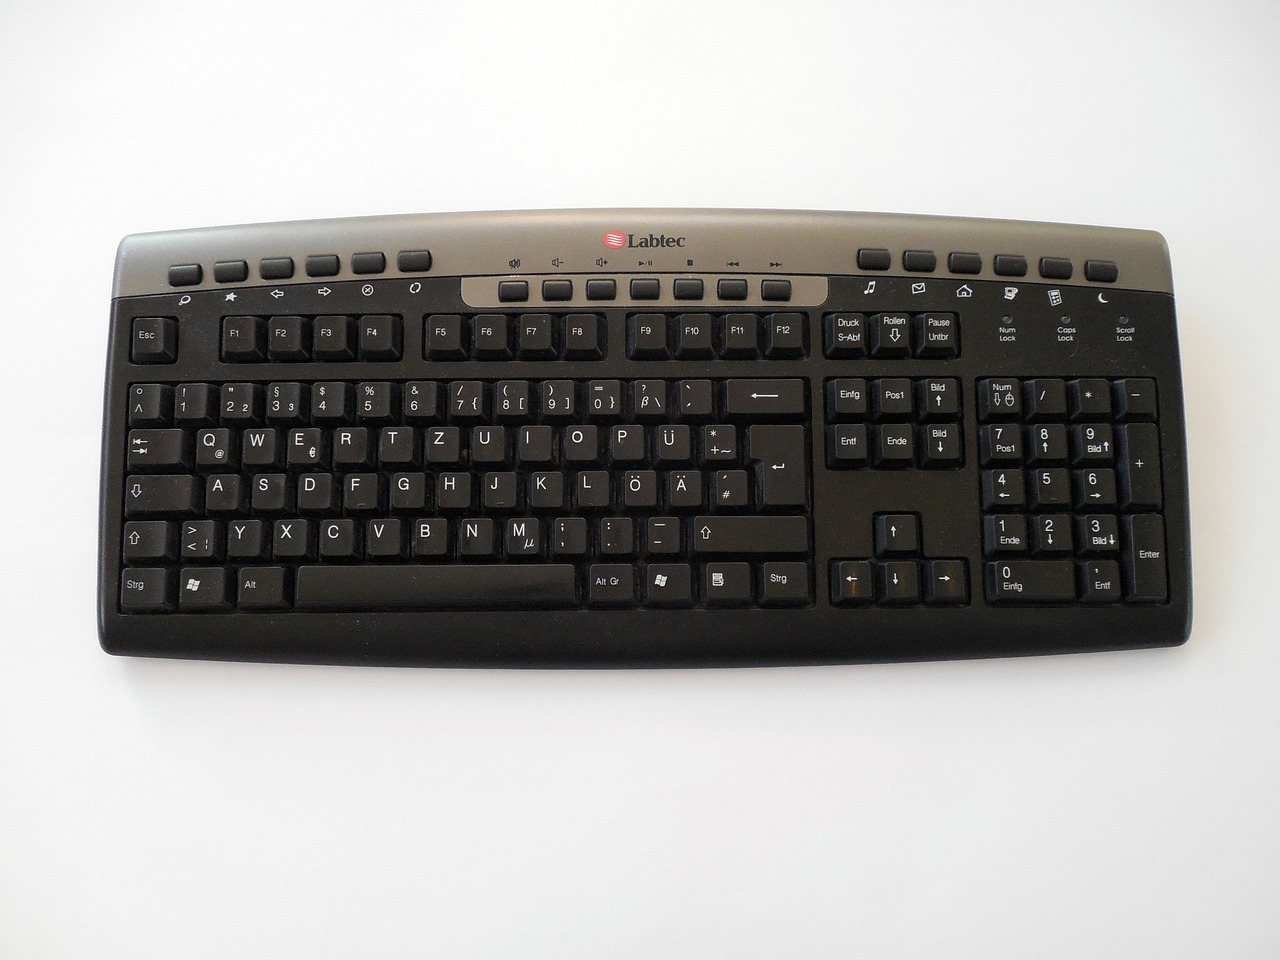 Labtec
Num Lock Caps Lock Scroll Lock
Esc F1 F2 F3 F4 F5 F6 F7 F8 F9 F10 F11 F12 Druck S-Abf Rollen Pause Untbr
° ^ ! 1 " 2 ² § 3 ³ $ 4 % 5 & 6 / 7 { ( 8 [ ) 9 ] = 0 } ? ß \ ` ´ Einfg Pos1 Bild ↑ Num / * -
Q @ W E € R T Z U I O P Ü * + ~ Entf Ende Bild ↓ 7 Pos1 8 ↑ 9 Bild ↑ +
A S D F G H J K L Ö Ä ' # 4 ← 5 6 →
> < ¦ Y X C V B N M µ ; , : . _ - ↑ 1 Ende 2 ↓ 3 Bild ↓ Enter
Strg Alt Alt Gr Strg ← ↓ → 0 Einfg , Entf